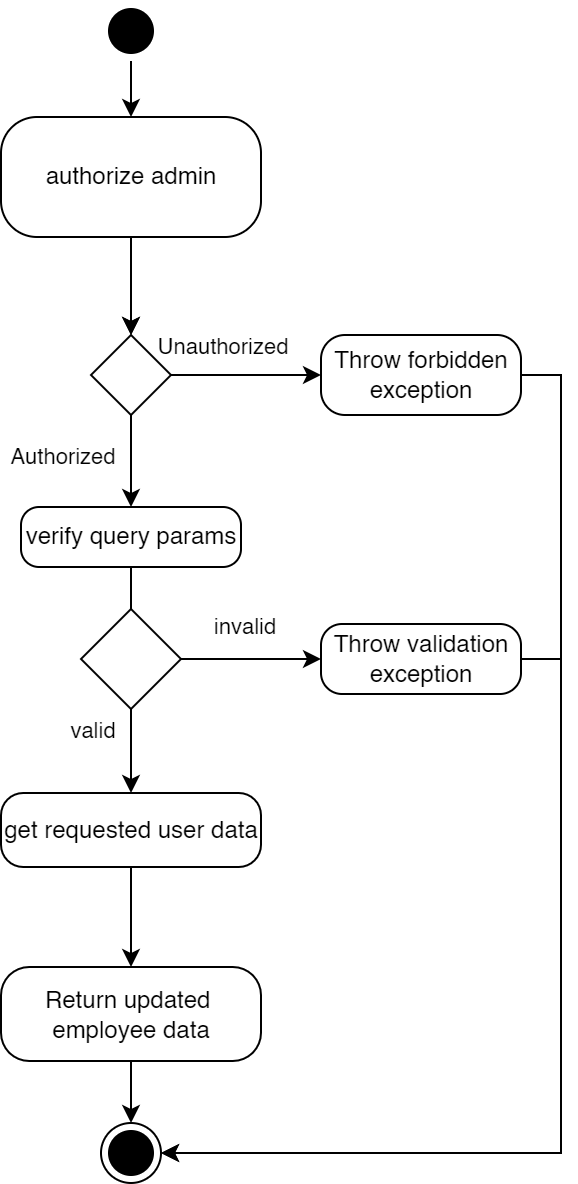 authorize admin
Unauthorized
Throw forbidden
exception
Authorized
verify query params
invalid
Throw validation
exception
valid
get requested user data
Return updated
employee data